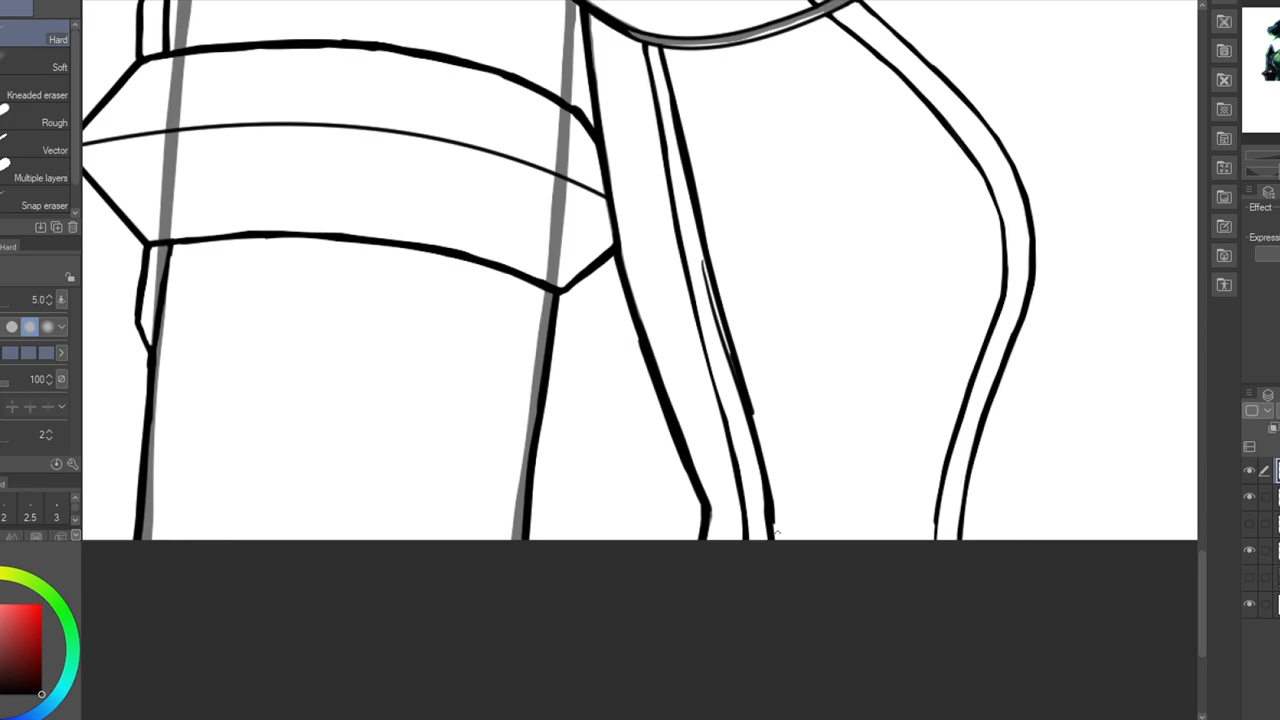 Hard
Soft
Kneaded eraser
Rough
Vector
Multiple layers
Snap eraser
Hard
5.0
100
2
2 2.5 3
Effect
Expres